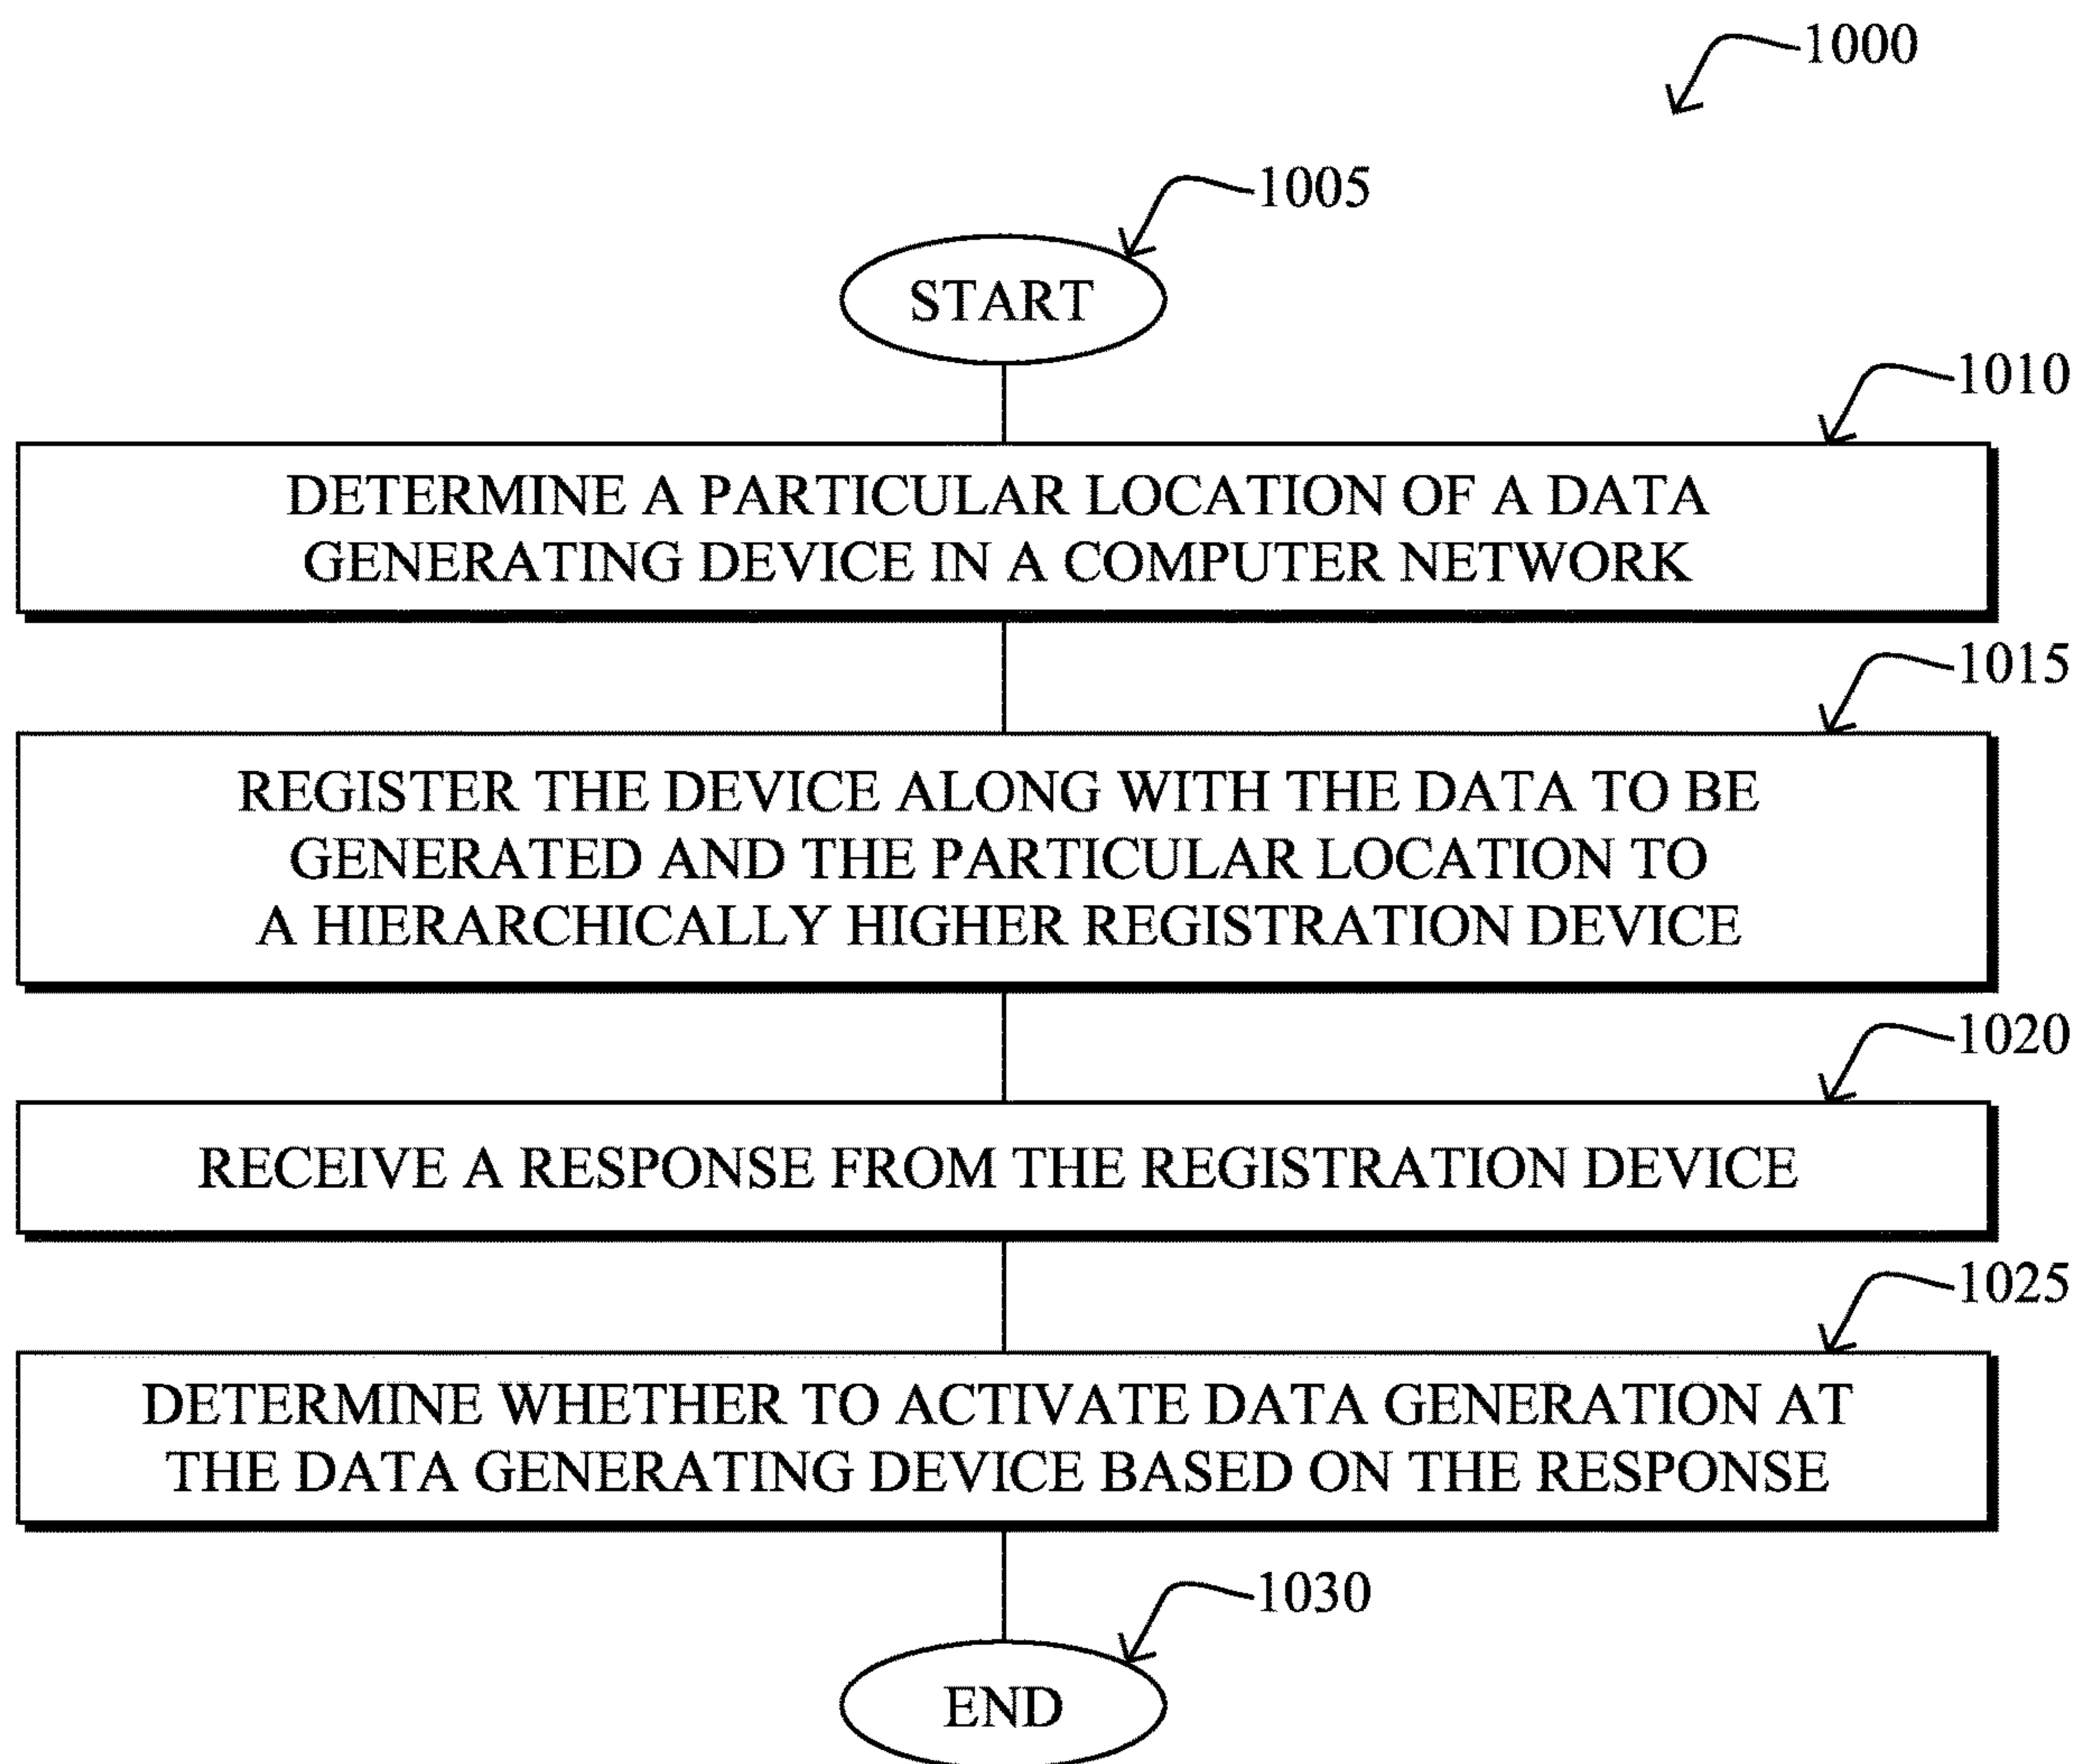 1000
1005
START
1010
DETERMINE A PARTICULAR LOCATION OF A DATA
GENERATING DEVICE IN A COMPUTER NETWORK
1015
REGISTER THE DEVICE ALONG WITH THE DATA TO BE
GENERATED AND THE PARTICULAR LOCATION TO
A HIERARCHICALLY HIGHER REGISTRATION DEVICE
1020
RECEIVE A RESPONSE FROM THE REGISTRATION DEVICE
1025
DETERMINE WHETHER TO ACTIVATE DATA GENERATION AT
THE DATA GENERATING DEVICE BASED ON THE RESPONSE
1030
END